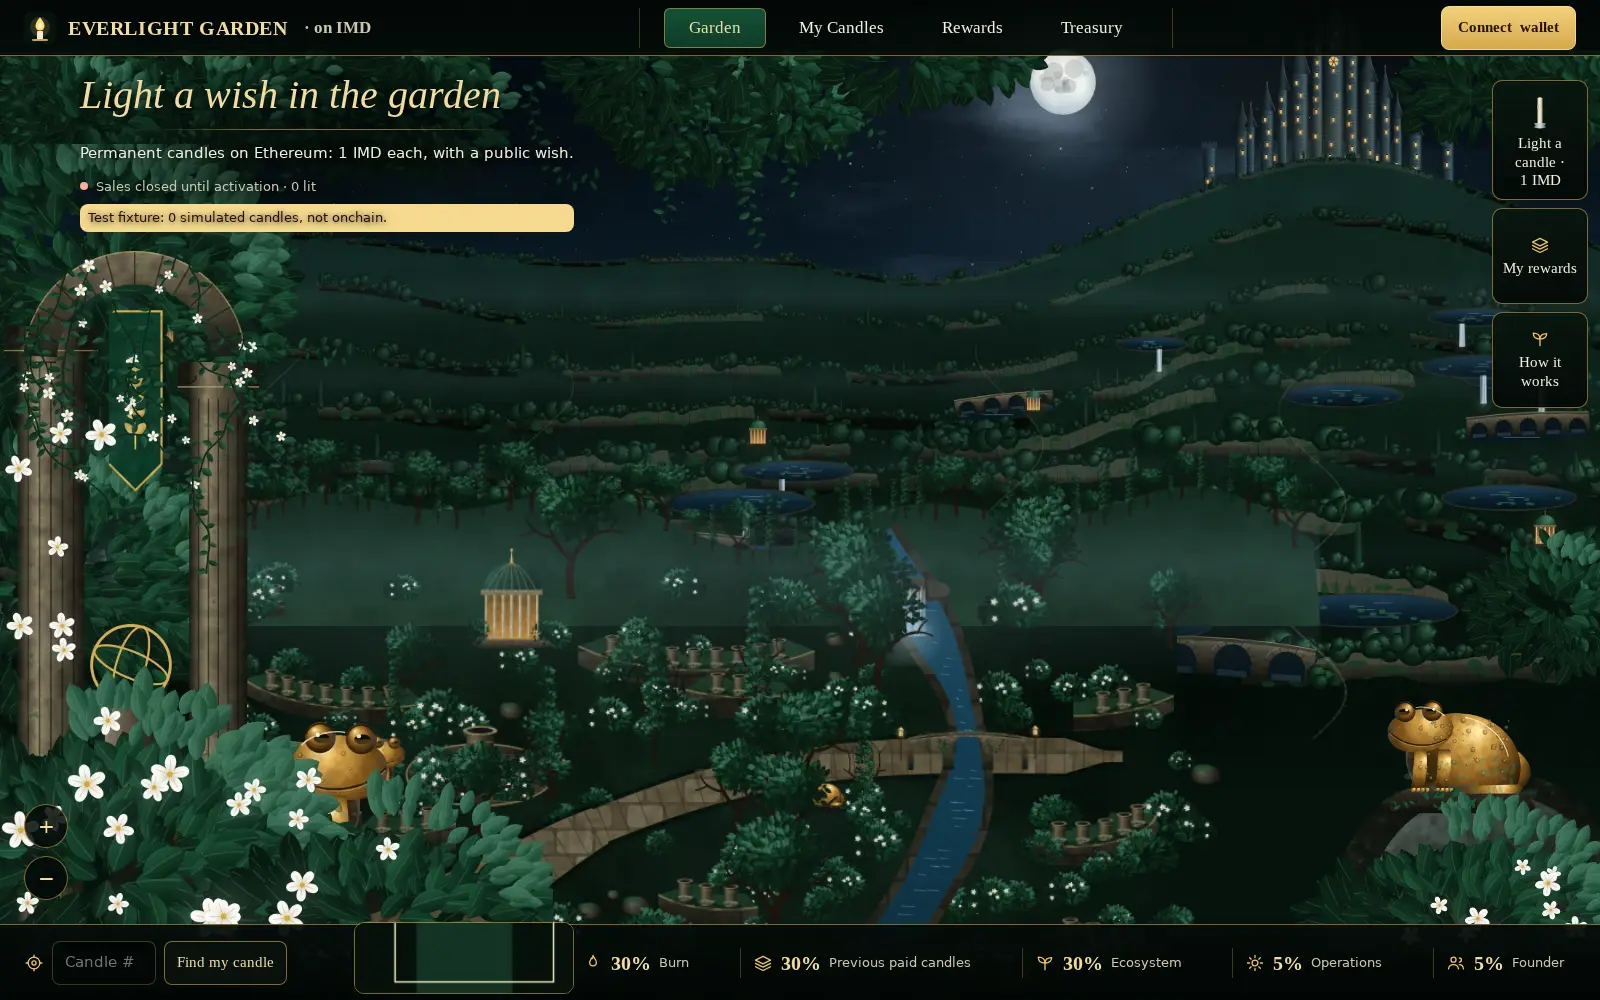 EVERLIGHT GARDEN · on IMD
Garden
My Candles
Rewards
Treasury
Connect wallet
Light a wish in the garden
Permanent candles on Ethereum: 1 IMD each, with a public wish.
Sales closed until activation · 0 lit
Test fixture: 0 simulated candles, not onchain.
Light a
candle ·
1 IMD
My rewards
How it
works
+
−
Candle #
Find my candle
30% Burn
30% Previous paid candles
30% Ecosystem
5% Operations
5% Founder